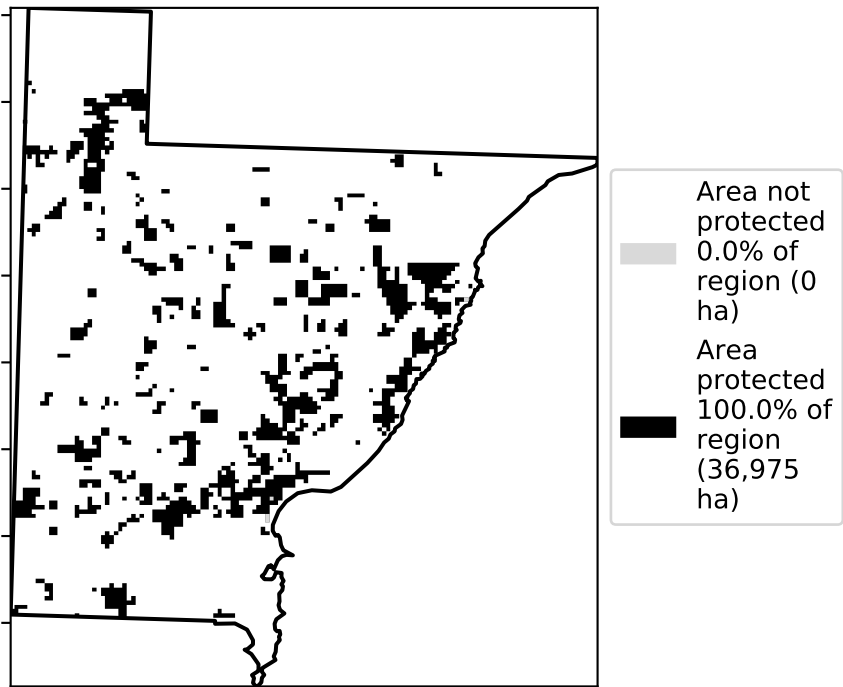 Area not
protected
0.0% of
region (0
ha)
Area
protected
100.0% of
region
(36,975
ha)